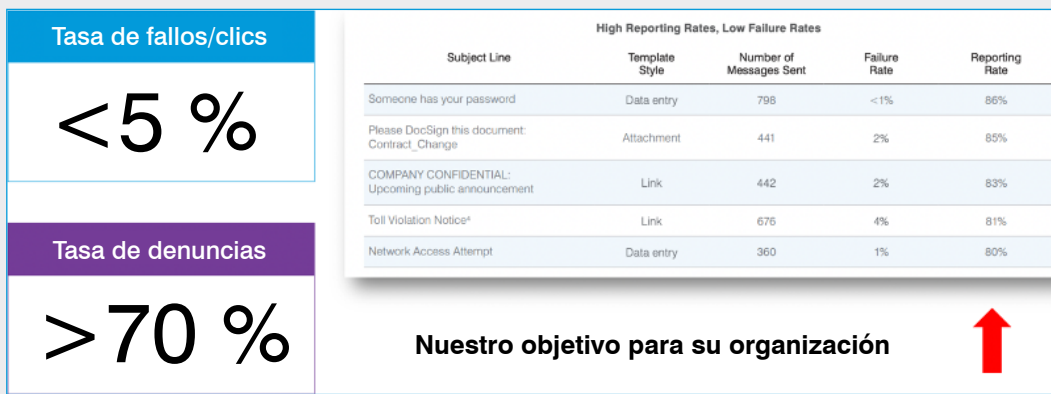 Tasa de fallos/clics
<5 %
Tasa de denuncias
>70 %
High Reporting Rates, Low Failure Rates
Subject Line Template Style Number of Messages Sent Failure Rate Reporting Rate
Someone has your password Data entry 798 <1% 86%
Please DocSign this document: Contract_Change Attachment 441 2% 85%
COMPANY CONFIDENTIAL: Upcoming public announcement Link 442 2% 83%
Toll Violation Notice⁴ Link 676 4% 81%
Network Access Attempt Data entry 360 1% 80%
Nuestro objetivo para su organización